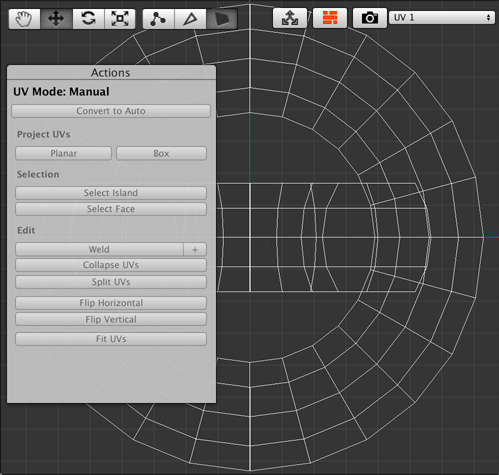 UV 1
Actions
UV Mode: Manual
Convert to Auto
Project UVs
Planar Box
Selection
Select Island
Select Face
Edit
Weld +
Collapse UVs
Split UVs
Flip Horizontal
Flip Vertical
Fit UVs